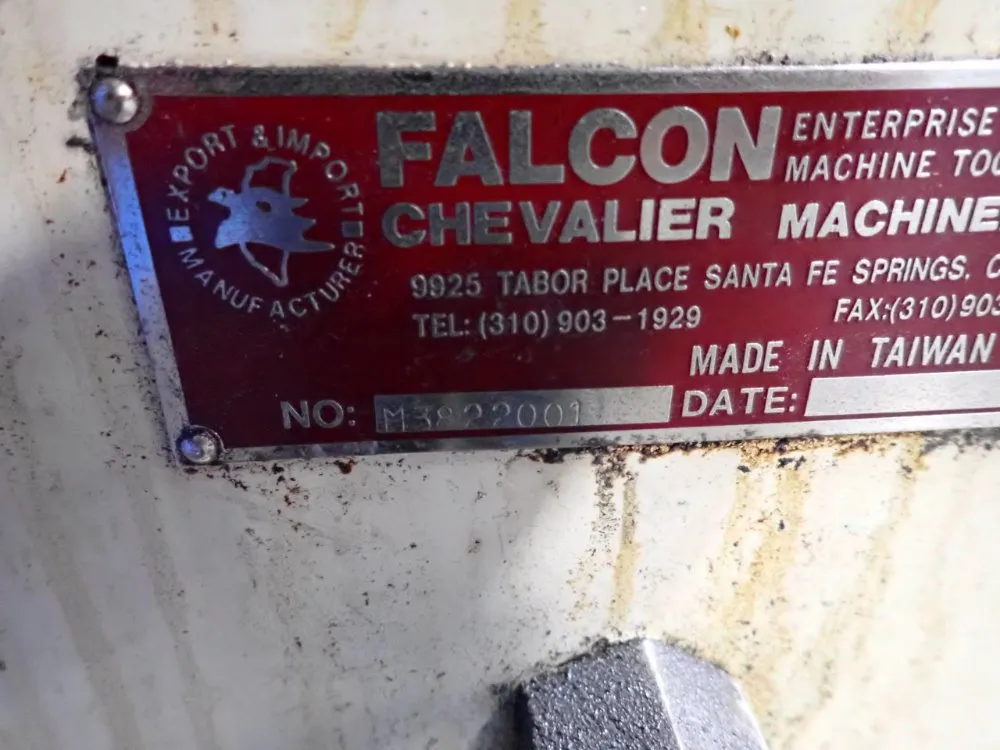 EXPORT & IMPORT
MANUFACTURER
FALCON
ENTERPRISE
MACHINE TOO
CHEVALIER MACHINE
9925 TABOR PLACE SANTA FE SPRINGS, C
TEL: (310) 903-1929 FAX:(310)903
MADE IN TAIWAN
NO: M3822001 DATE: